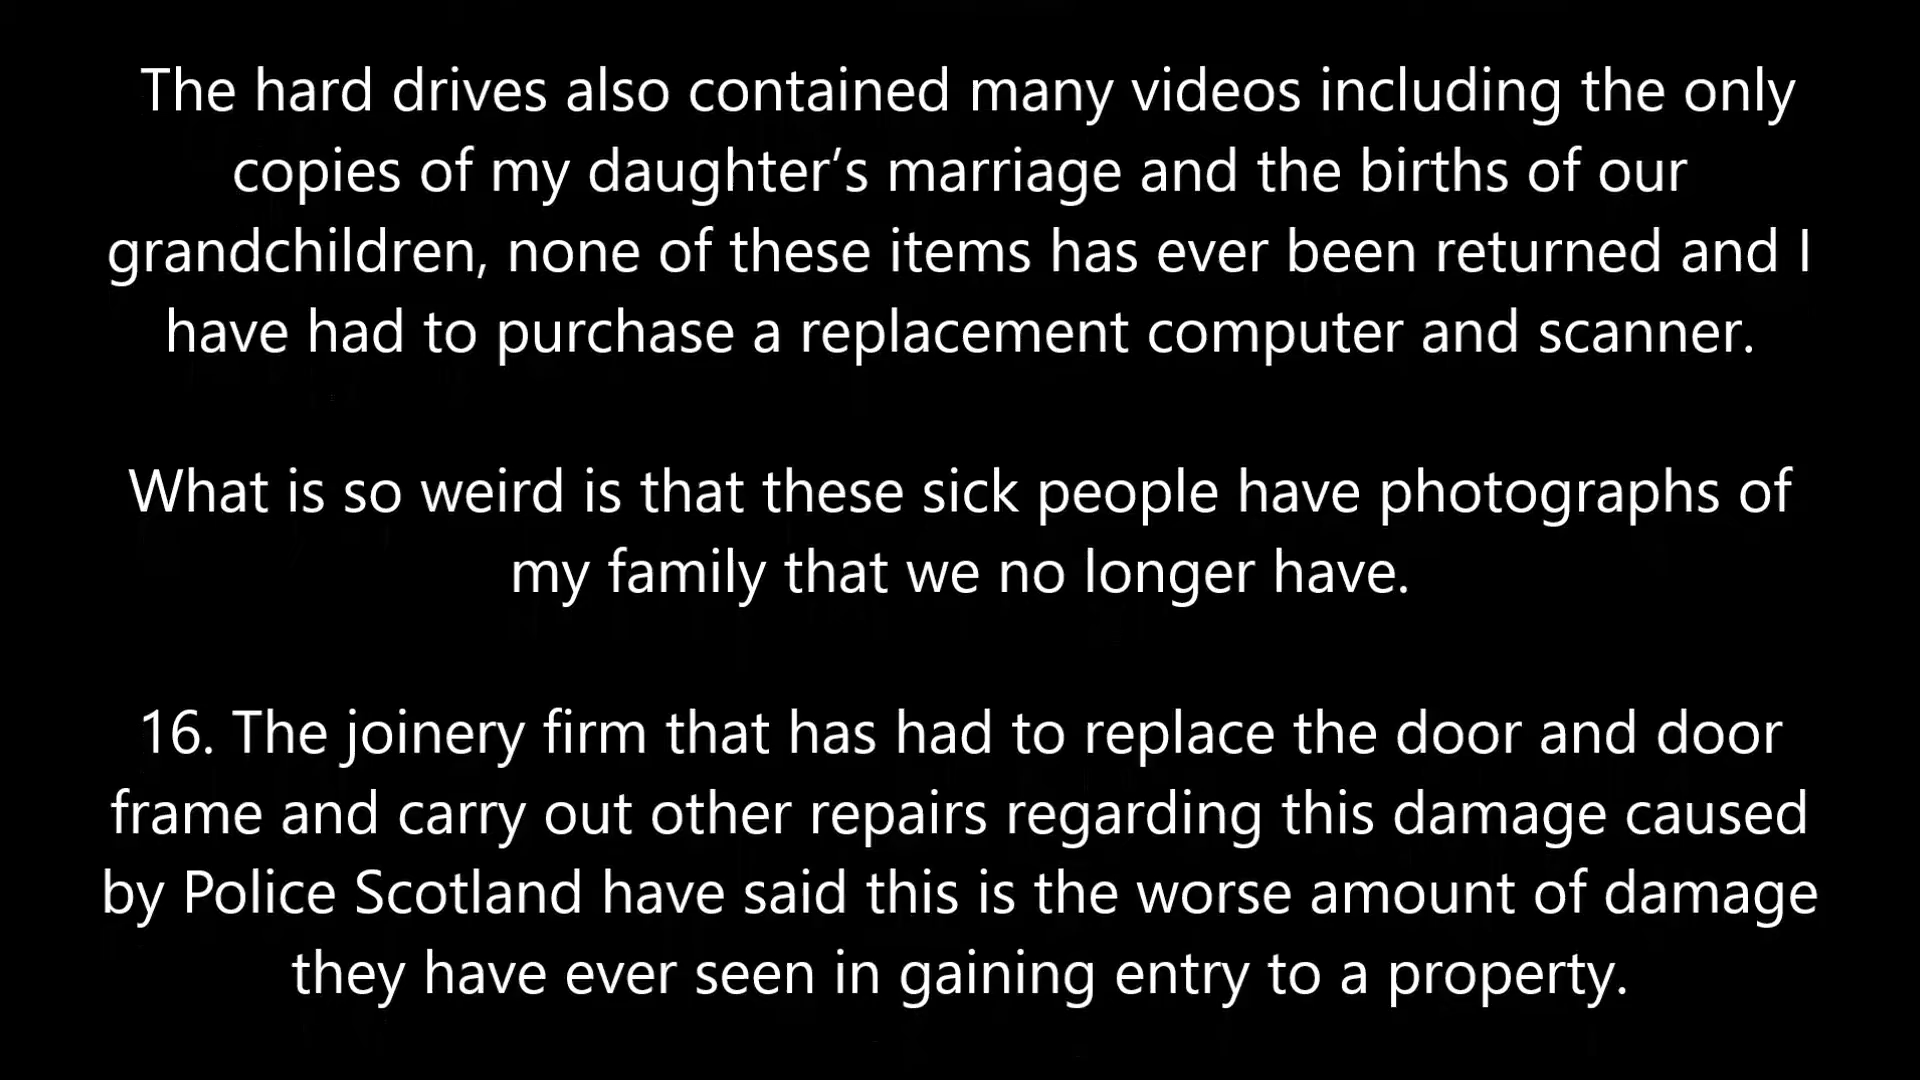 The hard drives also contained many videos including the only
copies of my daughter’s marriage and the births of our
grandchildren, none of these items has ever been returned and I
have had to purchase a replacement computer and scanner.
What is so weird is that these sick people have photographs of
my family that we no longer have.
16. The joinery firm that has had to replace the door and door
frame and carry out other repairs regarding this damage caused
by Police Scotland have said this is the worse amount of damage
they have ever seen in gaining entry to a property.